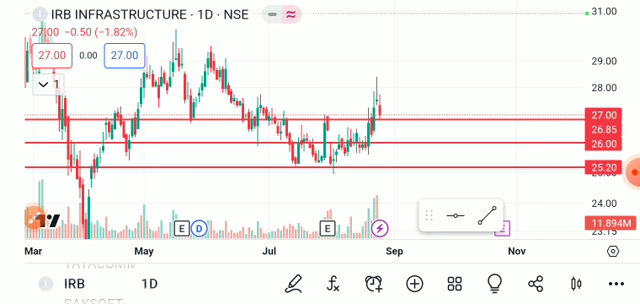 IRB INFRASTRUCTURE · 1D · NSE
27.00 −0.50 (−1.82%)
27.00 0.00 27.00
1
31.00
29.00
28.00
27.00
26.85
26.00
25.20
24.00
11.894M
23.15
E D E
Mar May Jul Sep Nov
TATACOMM
IRB 1D
SAKSOFT